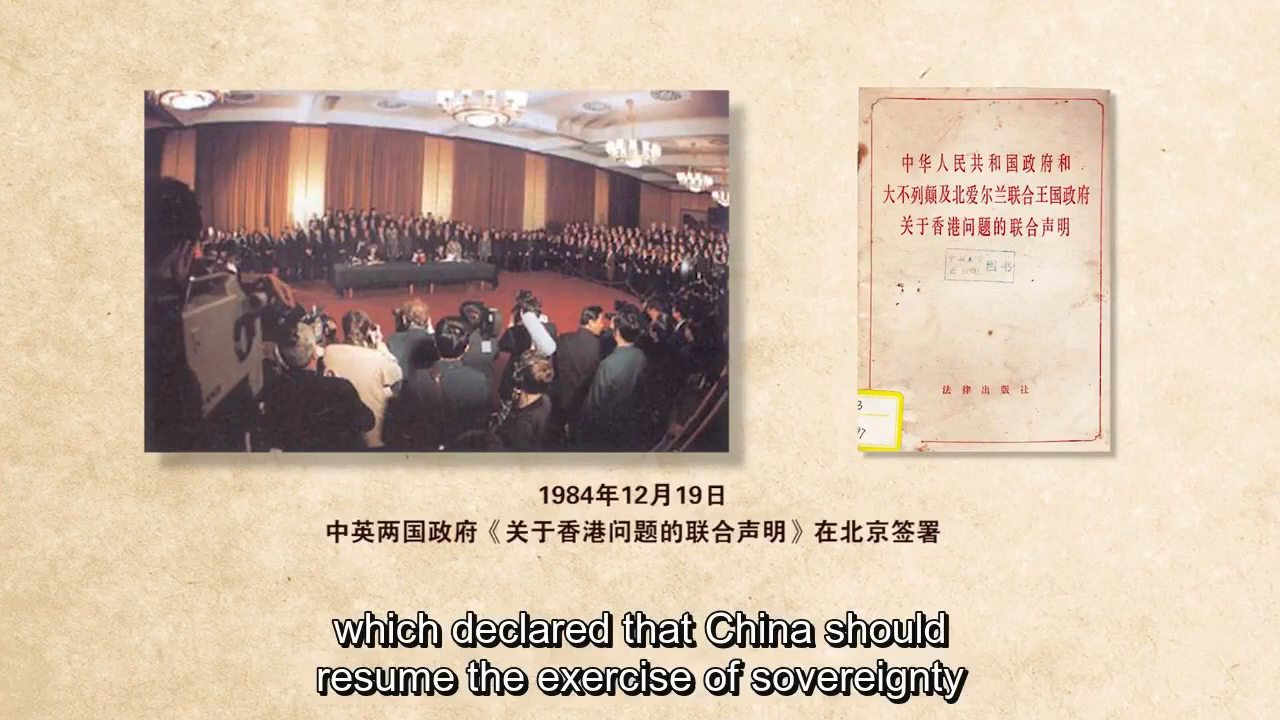 中华人民共和国政府和
大不列颠及北爱尔兰联合王国政府
关于香港问题的联合声明
图书
法律出版社
3
97
1984年12月19日
中英两国政府《关于香港问题的联合声明》在北京签署
which declared that China should
resume the exercise of sovereignty